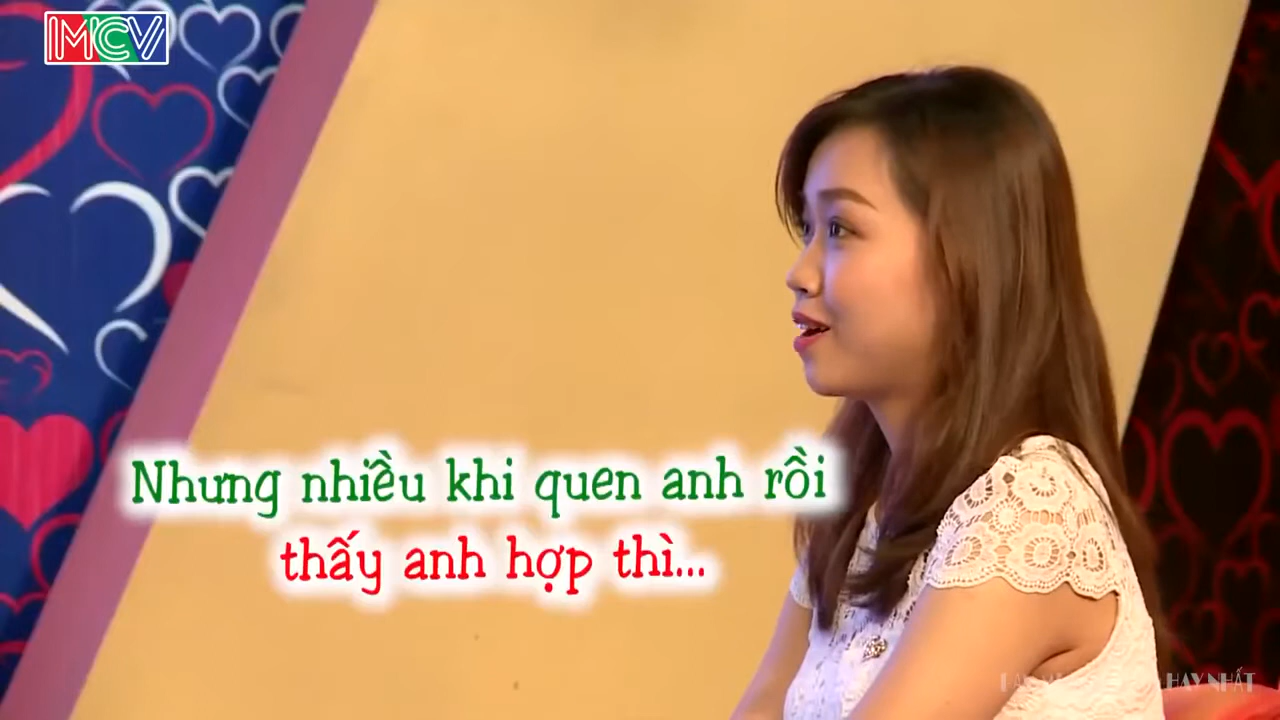 MCV
Nhưng nhiều khi quen anh rồi
thấy anh hợp thì...
HAY NHẤT